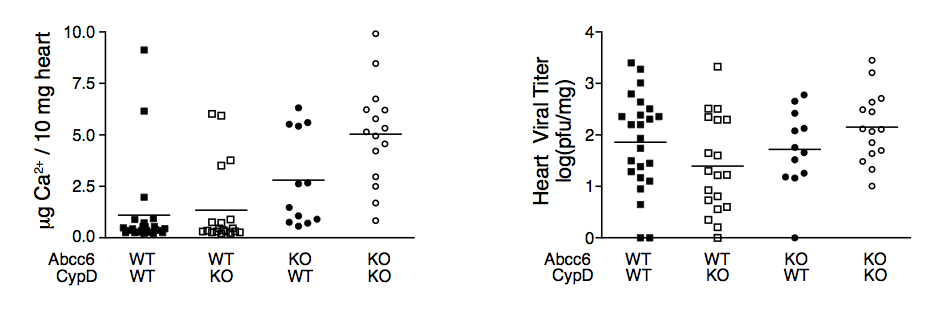 µg Ca2+ / 10 mg heart
10.0
7.5
5.0
2.5
0.0
Abcc6 WT WT KO KO
CypD WT KO WT KO
Heart Viral Titer
log(pfu/mg)
4
3
2
1
0
Abcc6 WT WT KO KO
CypD WT KO WT KO